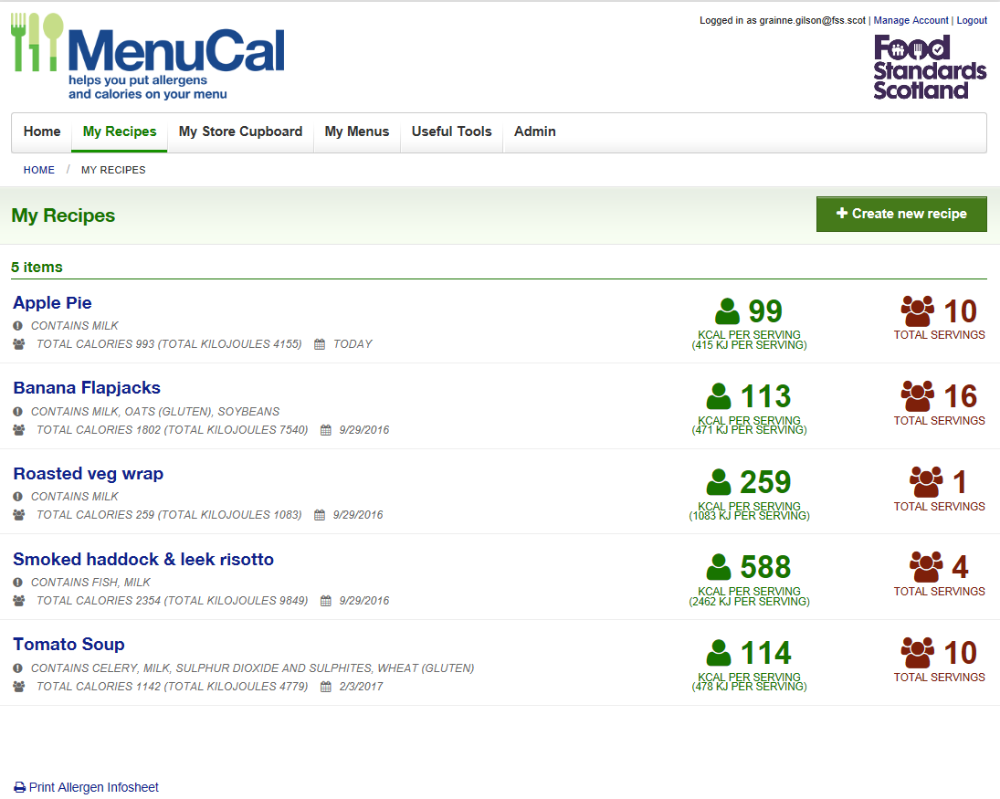 Logged in as grainne.gilson@fss.scot | Manage Account | Logout
MenuCal
helps you put allergens
and calories on your menu
Food
Standards
Scotland
Home My Recipes My Store Cupboard My Menus Useful Tools Admin
HOME / MY RECIPES
My Recipes
+ Create new recipe
5 items
Apple Pie
CONTAINS MILK
TOTAL CALORIES 993 (TOTAL KILOJOULES 4155) TODAY
99
KCAL PER SERVING
(415 KJ PER SERVING)
10
TOTAL SERVINGS
Banana Flapjacks
CONTAINS MILK, OATS (GLUTEN), SOYBEANS
TOTAL CALORIES 1802 (TOTAL KILOJOULES 7540) 9/29/2016
113
KCAL PER SERVING
(471 KJ PER SERVING)
16
TOTAL SERVINGS
Roasted veg wrap
CONTAINS MILK
TOTAL CALORIES 259 (TOTAL KILOJOULES 1083) 9/29/2016
259
KCAL PER SERVING
(1083 KJ PER SERVING)
1
TOTAL SERVINGS
Smoked haddock & leek risotto
CONTAINS FISH, MILK
TOTAL CALORIES 2354 (TOTAL KILOJOULES 9849) 9/29/2016
588
KCAL PER SERVING
(2462 KJ PER SERVING)
4
TOTAL SERVINGS
Tomato Soup
CONTAINS CELERY, MILK, SULPHUR DIOXIDE AND SULPHITES, WHEAT (GLUTEN)
TOTAL CALORIES 1142 (TOTAL KILOJOULES 4779) 2/3/2017
114
KCAL PER SERVING
(478 KJ PER SERVING)
10
TOTAL SERVINGS
Print Allergen Infosheet